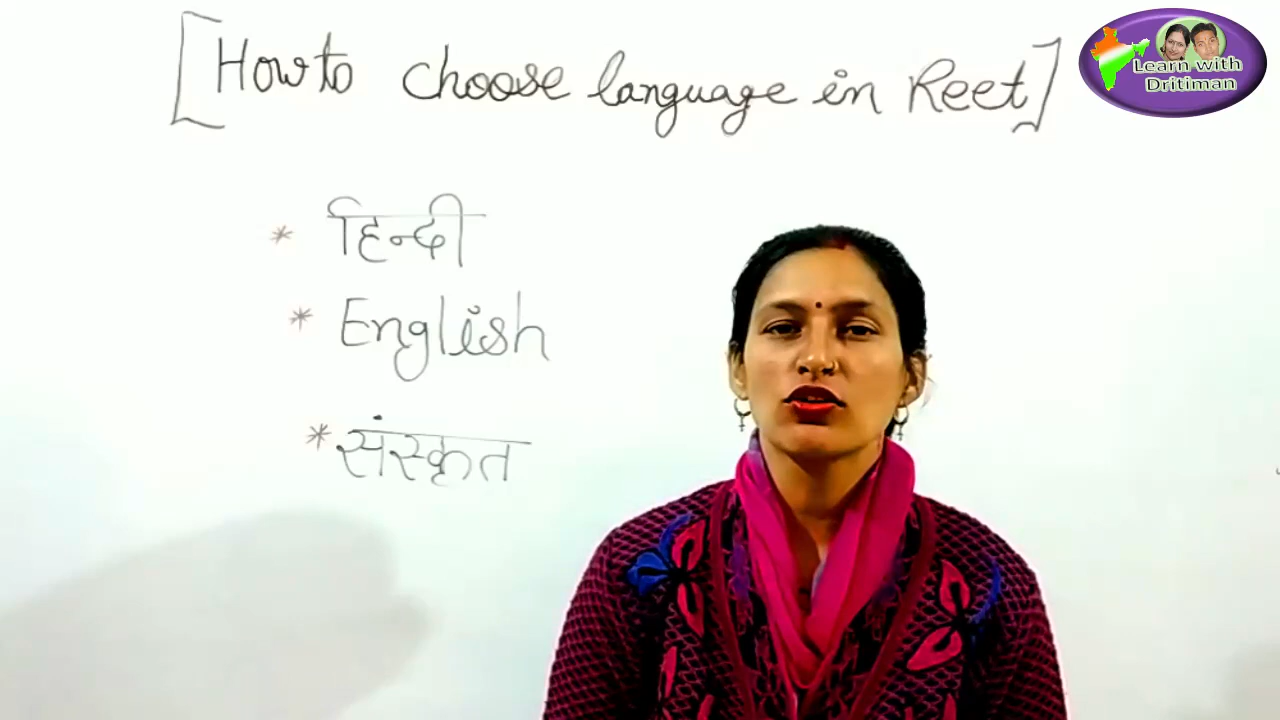 [How to choose language in Reet]
Learn with
Dritiman
* हिन्दी
* English
* संस्कृत